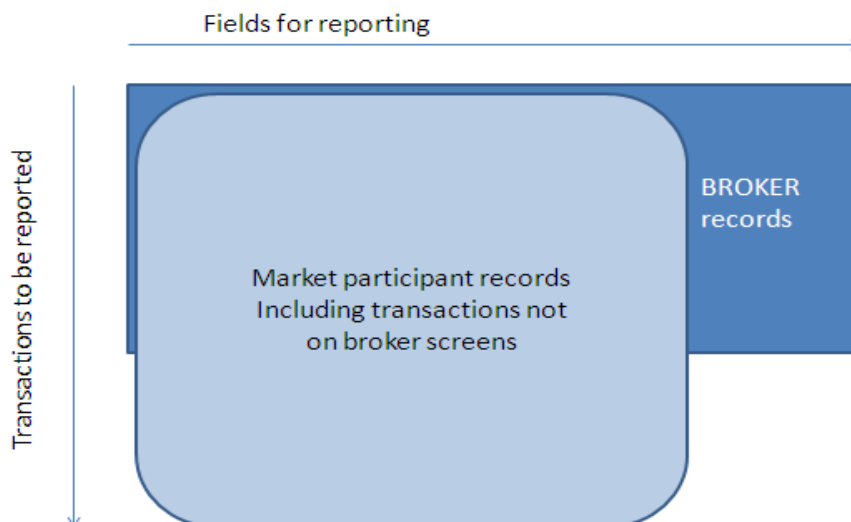 Fields for reporting
Transactions to be reported
BROKER
records
Market participant records
Including transactions not
on broker screens